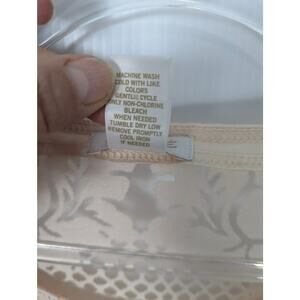 MACHINE WASH
COLD WITH LIKE
COLORS
GENTLE CYCLE
ONLY NON-CHLORINE
BLEACH
WHEN NEEDED
TUMBLE DRY LOW
REMOVE PROMPTLY
COOL IRON
IF NEEDED